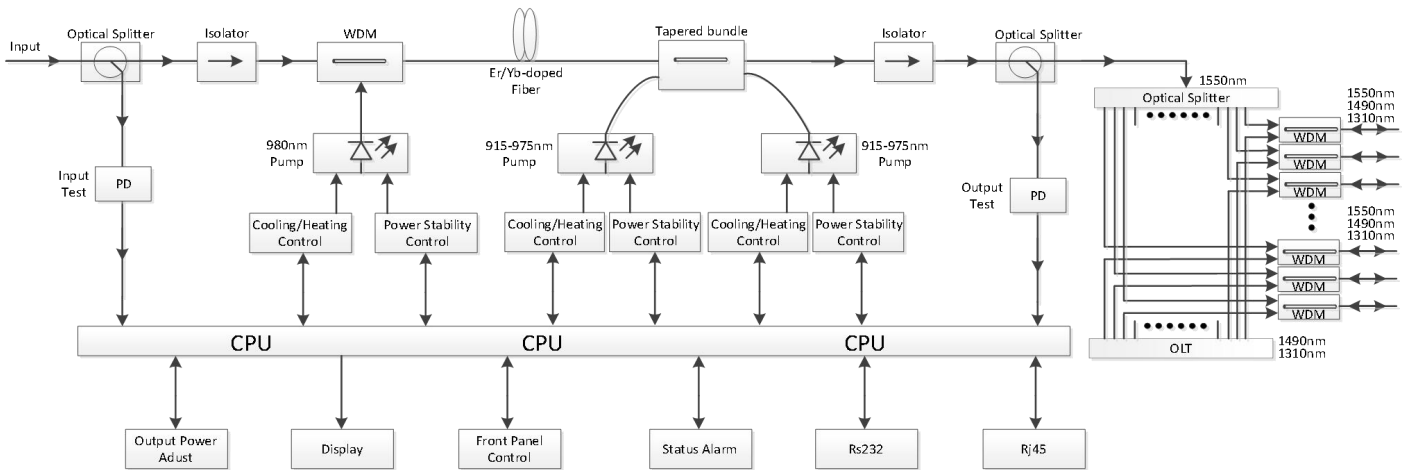 Input
Optical Splitter
Isolator
WDM
Er/Yb-doped
Fiber
Tapered bundle
Isolator
Optical Splitter
1550nm
Optical Splitter
1550nm
1490nm
1310nm
WDM
WDM
WDM
1550nm
1490nm
1310nm
WDM
WDM
WDM
OLT
1490nm
1310nm
980nm
Pump
915-975nm
Pump
915-975nm
Pump
Input
Test
PD
Output
Test
PD
Cooling/Heating
Control
Power Stability
Control
Cooling/Heating
Control
Power Stability
Control
Cooling/Heating
Control
Power Stability
Control
CPU
CPU
CPU
Output Power
Adust
Display
Front Panel
Control
Status Alarm
Rs232
Rj45